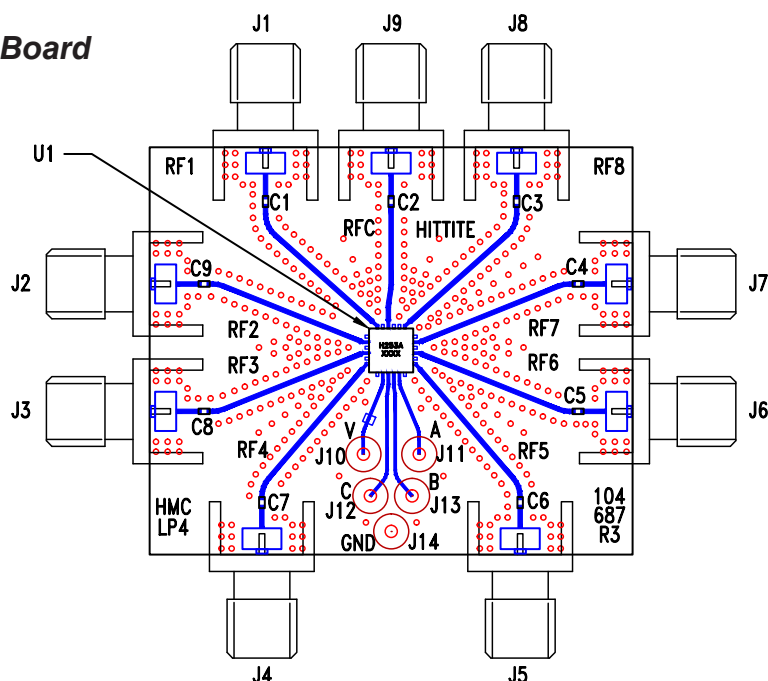 J1 J9 J8
Board
U1
RF1 RF8
C1 C2 C3
RFC HITTITE
J2 C9 C4 J7
RF2 RF7
H253A
XXXX
RF3 RF6
J3 C8 C5 J6
V A
RF4 RF5
J10 J11
C B
J12 J13
C7 C6
HMC
LP4
104
687
R3
GND J14
J4 J5